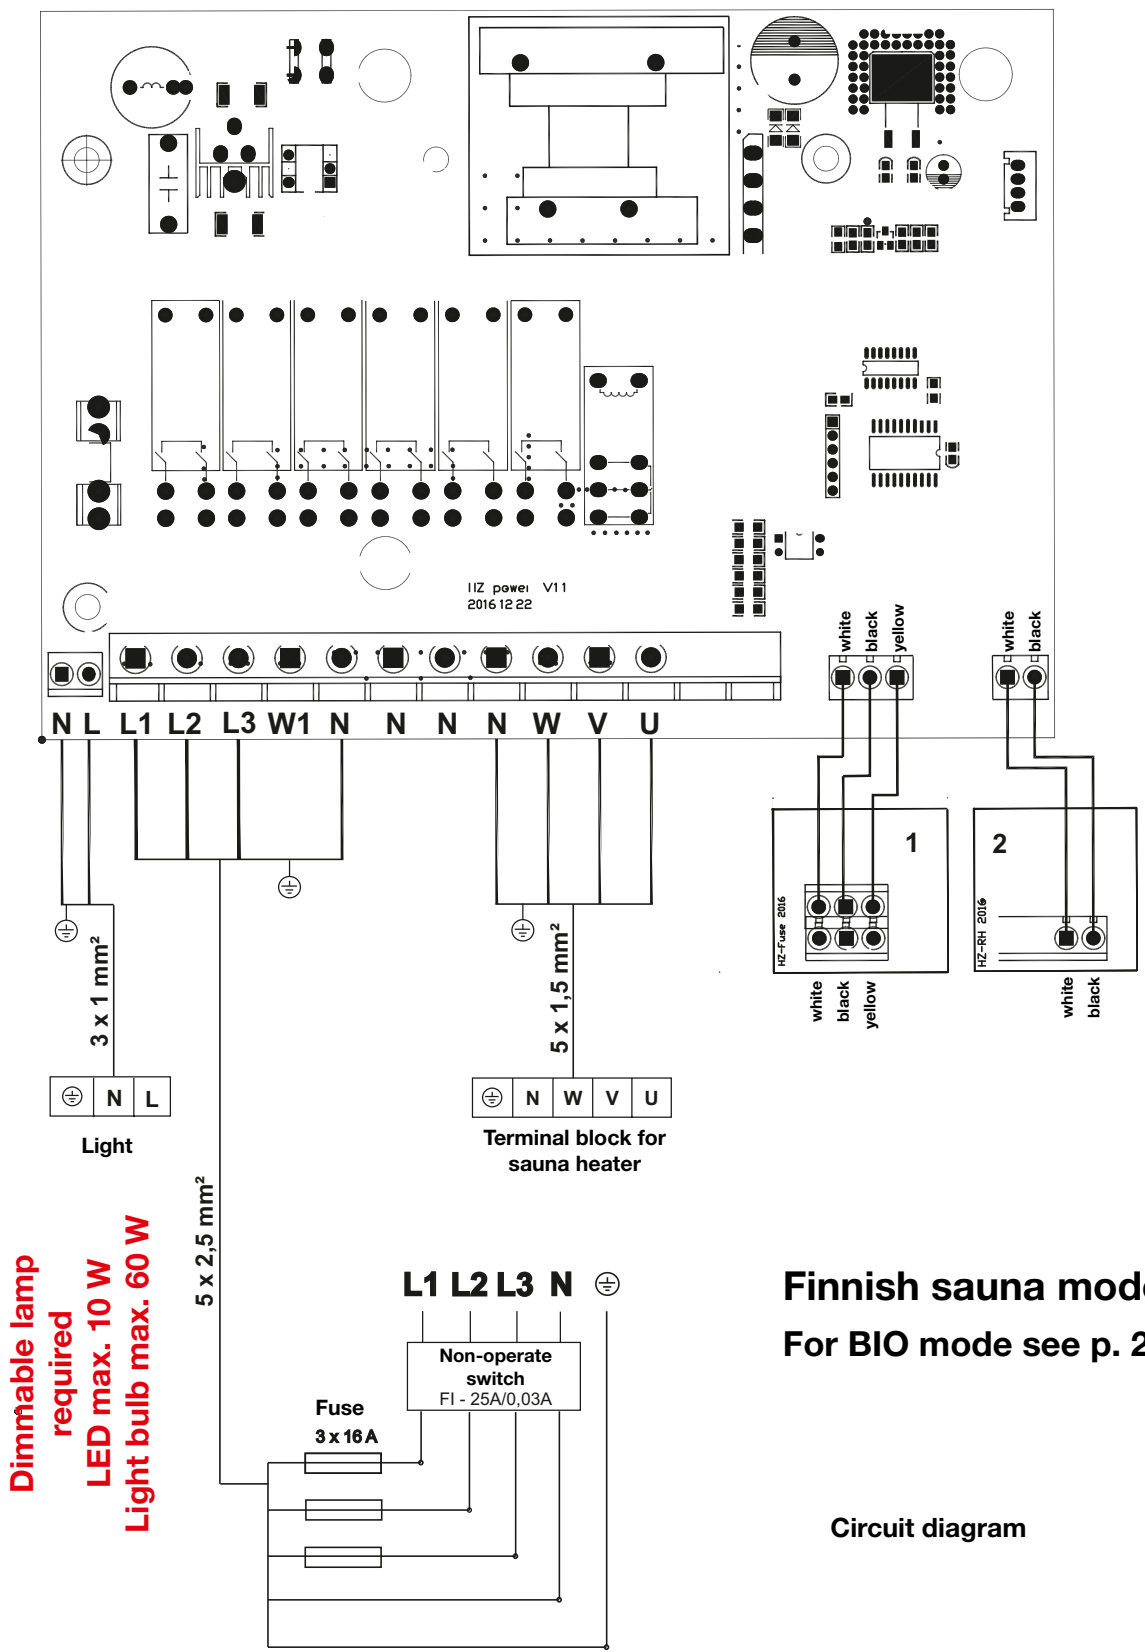 IIZ power V11
2016 12 22
white
black
yellow
white
black
N L L1 L2 L3 W1 N N N N W V U
1
2
HZ-Fuse 2016
HZ-RH 2016
white
black
yellow
white
black
3 x 1 mm²
5 x 1,5 mm²
N L
Light
N W V U
Terminal block for
sauna heater
5 x 2,5 mm²
Dimmable lamp
required
LED max. 10 W
Light bulb max. 60 W
L1 L2 L3 N
Non-operate
switch
FI - 25A/0,03A
Fuse
3 x 16 A
Finnish sauna mode
For BIO mode see p. 2
Circuit diagram